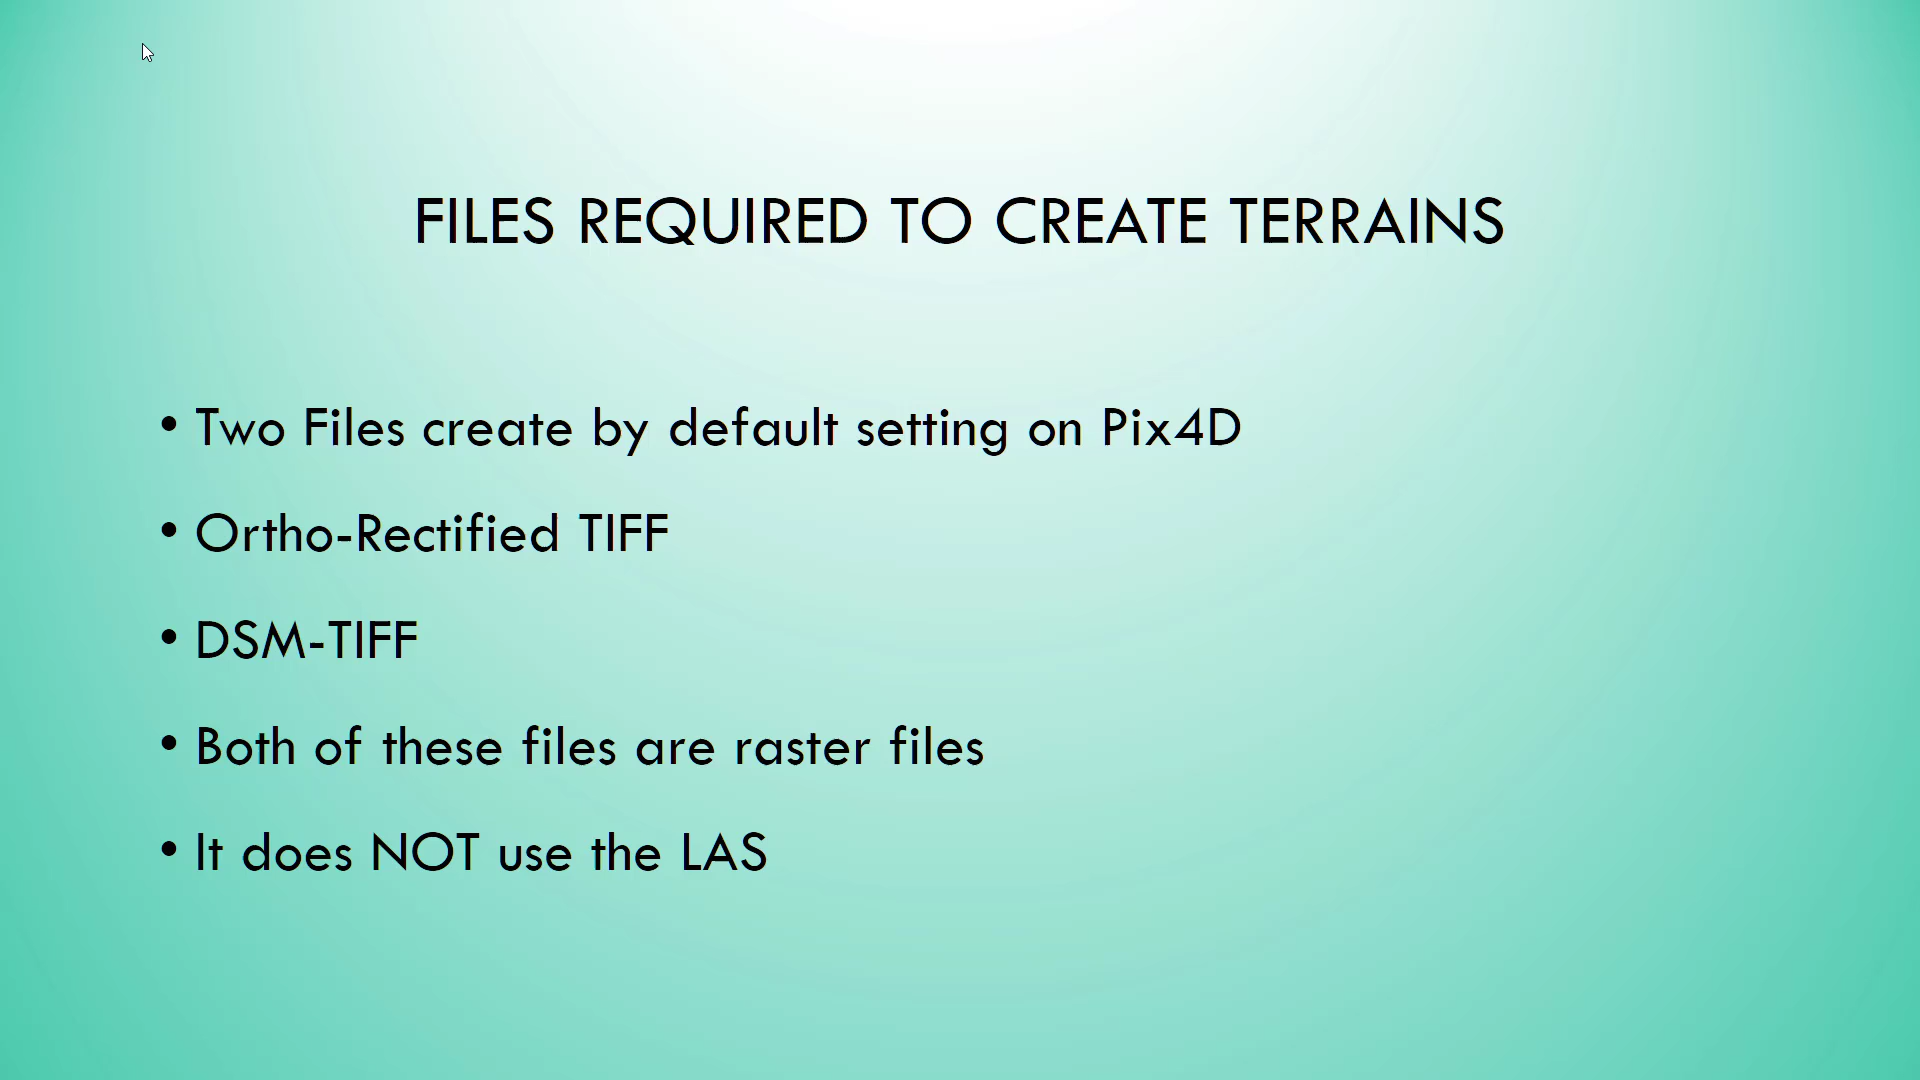 FILES REQUIRED TO CREATE TERRAINS
• Two Files create by default setting on Pix4D
• Ortho-Rectified TIFF
• DSM-TIFF
• Both of these files are raster files
• It does NOT use the LAS